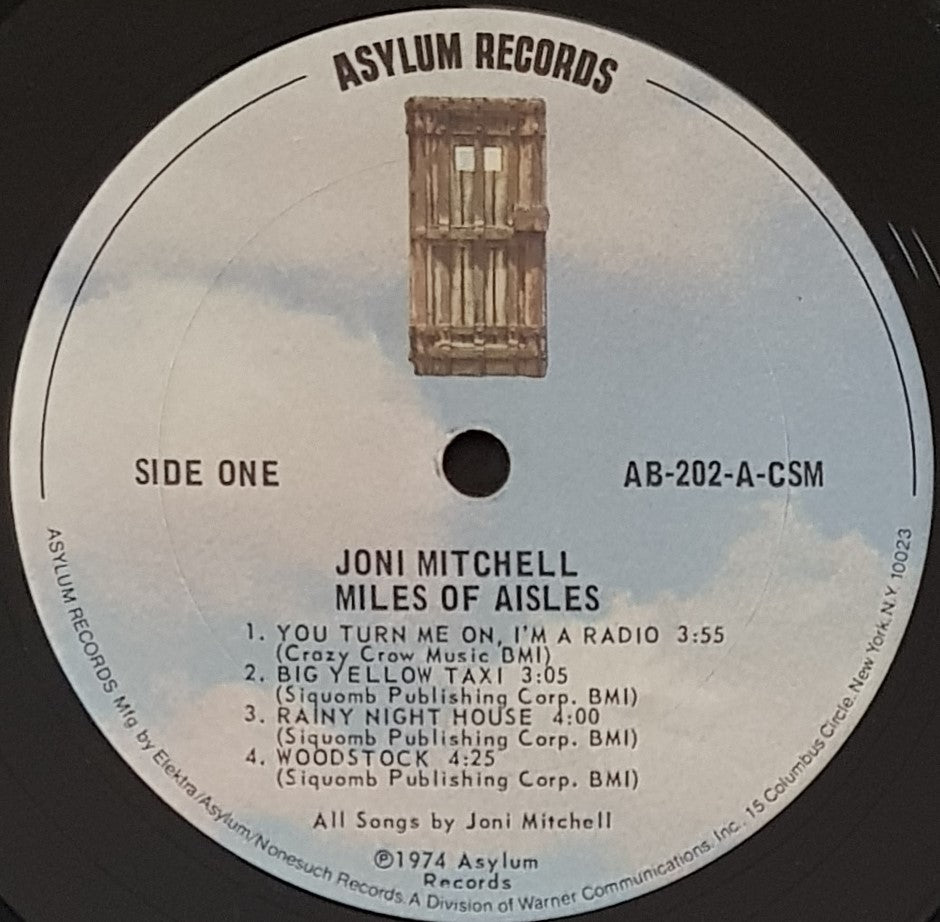 ASYLUM RECORDS
SIDE ONE
AB-202-A-CSM
JONI MITCHELL
MILES OF AISLES
1. YOU TURN ME ON, I'M A RADIO 3:55
(Crazy Crow Music BMI)
2. BIG YELLOW TAXI 3:05
(Siquomb Publishing Corp. BMI)
3. RAINY NIGHT HOUSE 4:00
(Siquomb Publishing Corp. BMI)
4. WOODSTOCK 4:25
(Siquomb Publishing Corp. BMI)
All Songs by Joni Mitchell
℗1974 Asylum
Records
ASYLUM RECORDS Mfg. by Elektra/Asylum/Nonesuch Records. A Division of Warner Communications, Inc., 15 Columbus Circle, New York, N.Y. 10023